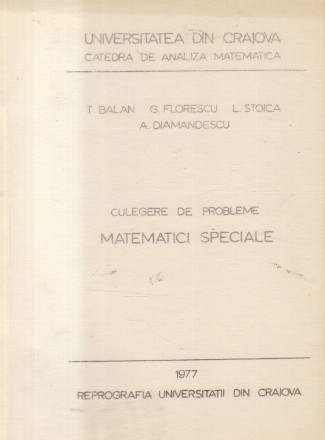 UNIVERSITATEA DIN CRAIOVA
CATEDRA DE ANALIZA MATEMATICA
T. BALAN G. FLORESCU L. STOICA
A. DIAMANDESCU
CULEGERE DE PROBLEME
MATEMATICI SPECIALE
1977
REPROGRAFIA UNIVERSITATII DIN CRAIOVA